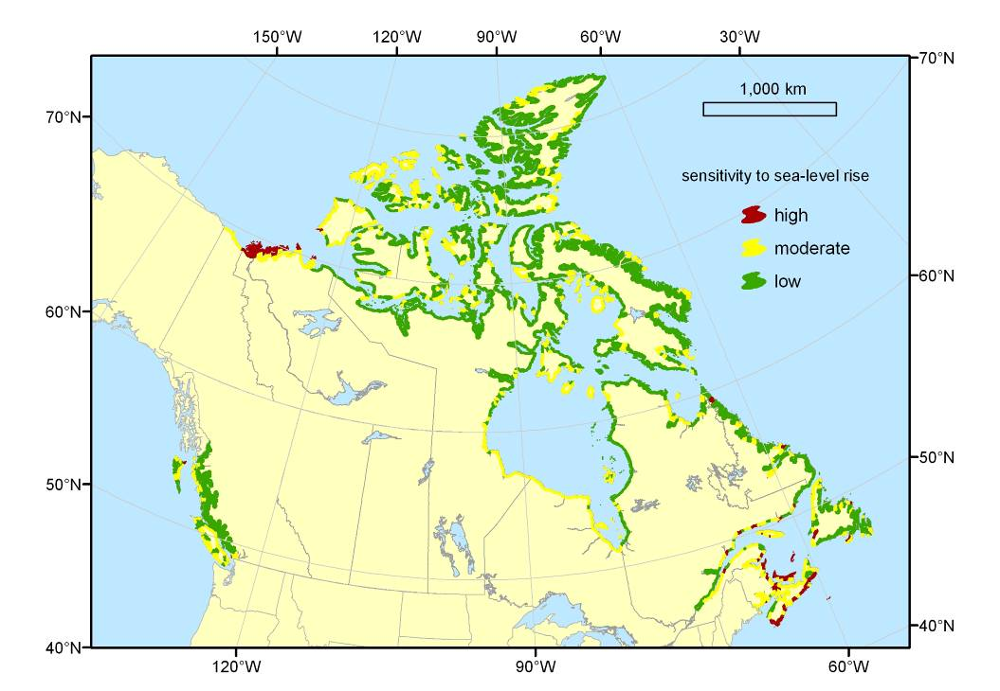 150°W 120°W 90°W 60°W 30°W
70°N
1,000 km
70°N
sensitivity to sea-level rise
high
moderate
low
60°N
60°N
50°N
50°N
40°N
40°N
120°W 90°W 60°W